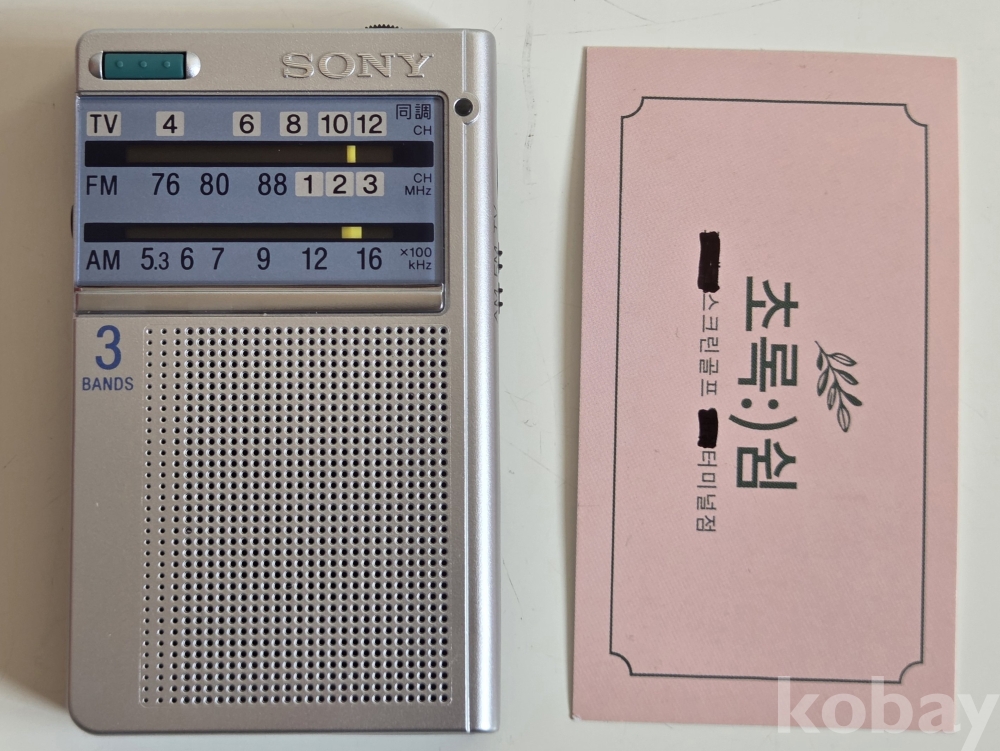 SONY
TV 4 6 8 10 12 同調 CH
FM 76 80 88 1 2 3 CH MHz
AM 5.3 6 7 9 12 16 ×100 kHz
3
BANDS
초록:)쉼
스크린골프 터미널점
kobay